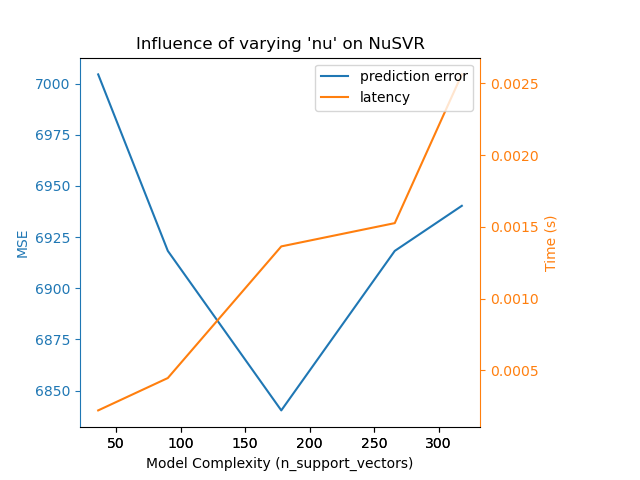 Influence of varying 'nu' on NuSVR
prediction error
latency
7000
6975
6950
6925
6900
6875
6850
MSE
0.0025
0.0020
0.0015
0.0010
0.0005
Time (s)
50 100 150 200 250 300
Model Complexity (n_support_vectors)